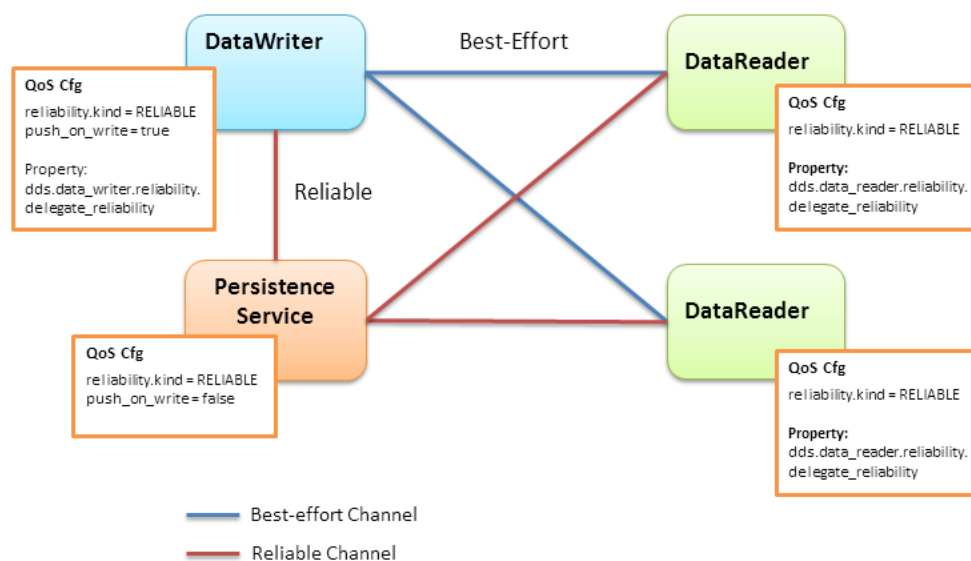 DataWriter
Best-Effort
DataReader
QoS Cfg
reliability.kind = RELIABLE
push_on_write = true
Property:
dds.data_writer.reliability.
delegate_reliability
QoS Cfg
reliability.kind = RELIABLE
Property:
dds.data_reader.reliability.
delegate_reliability
Reliable
Persistence
Service
DataReader
QoS Cfg
reliability.kind = RELIABLE
push_on_write = false
QoS Cfg
reliability.kind = RELIABLE
Property:
dds.data_reader.reliability.
delegate_reliability
Best-effort Channel
Reliable Channel